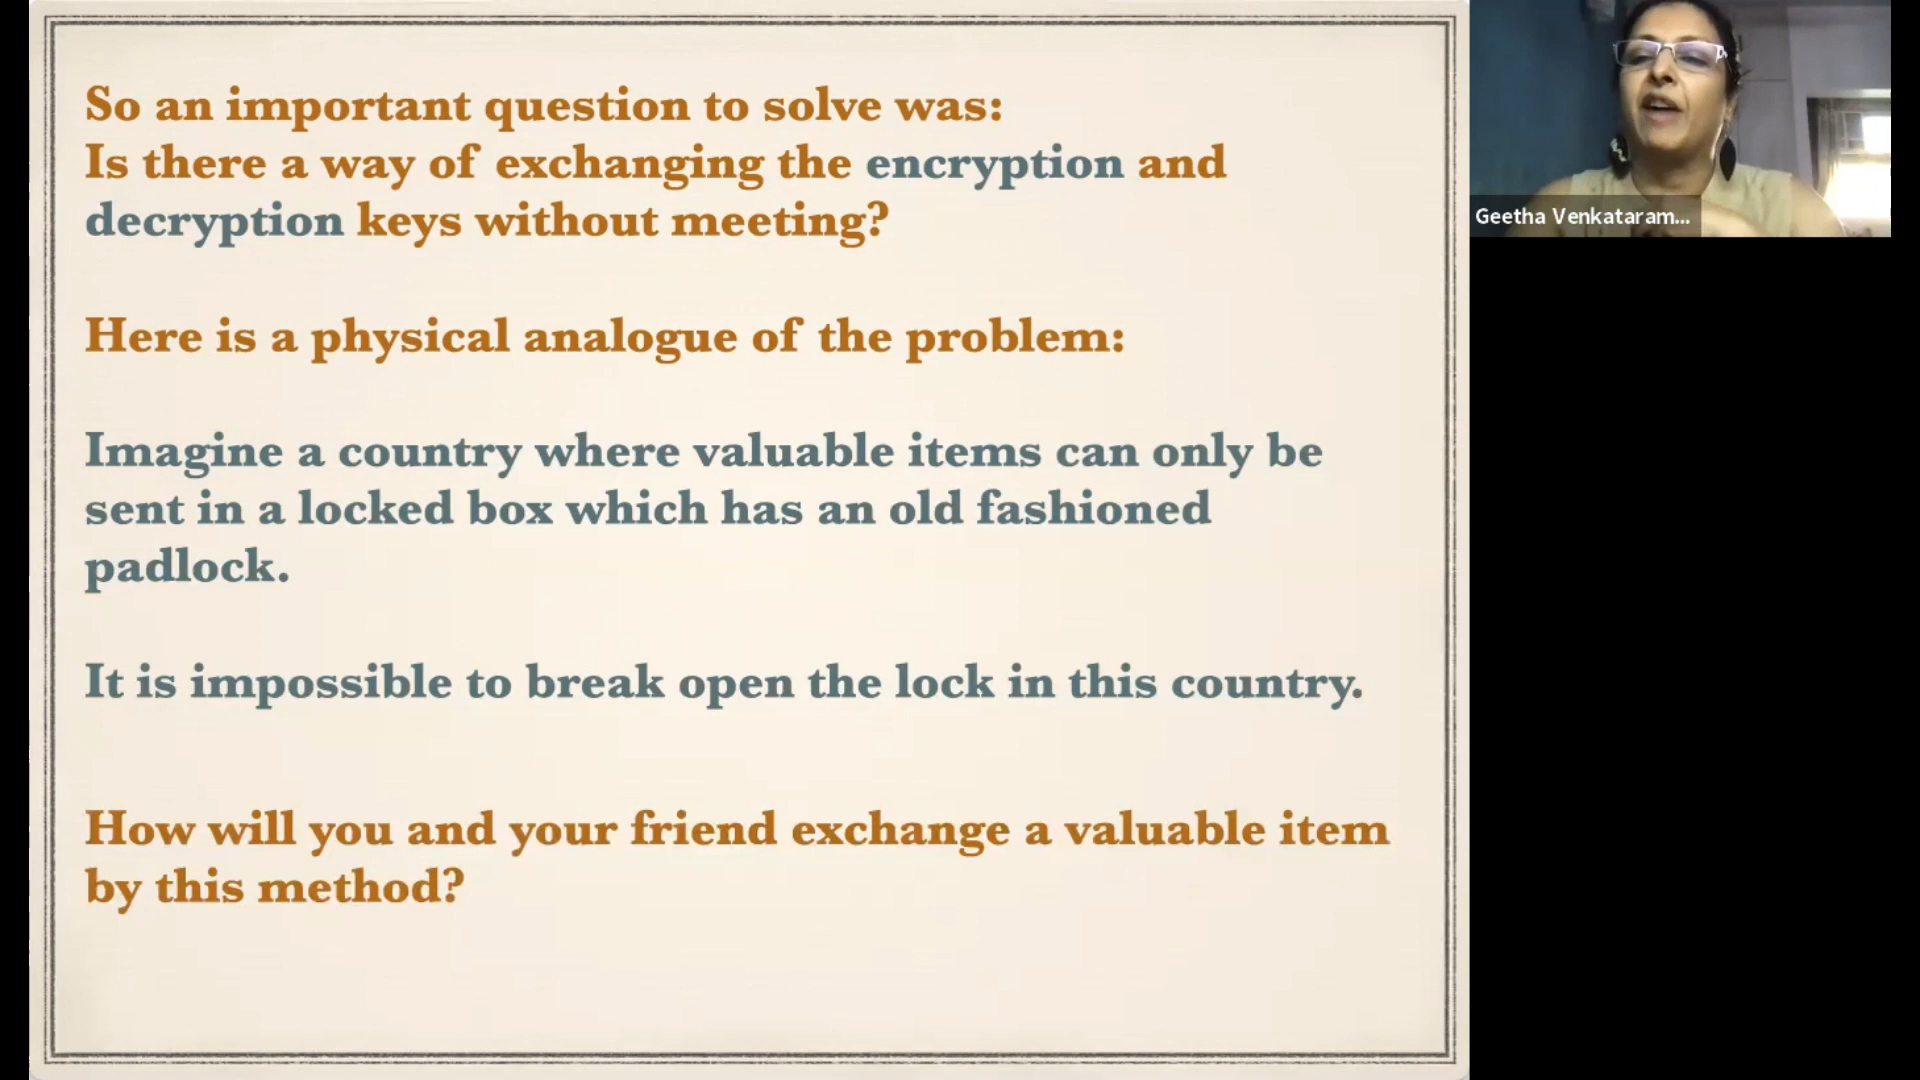 So an important question to solve was:
Is there a way of exchanging the encryption and
decryption keys without meeting?
Here is a physical analogue of the problem:
Imagine a country where valuable items can only be
sent in a locked box which has an old fashioned
padlock.
It is impossible to break open the lock in this country.
How will you and your friend exchange a valuable item
by this method?
Geetha Venkataram...